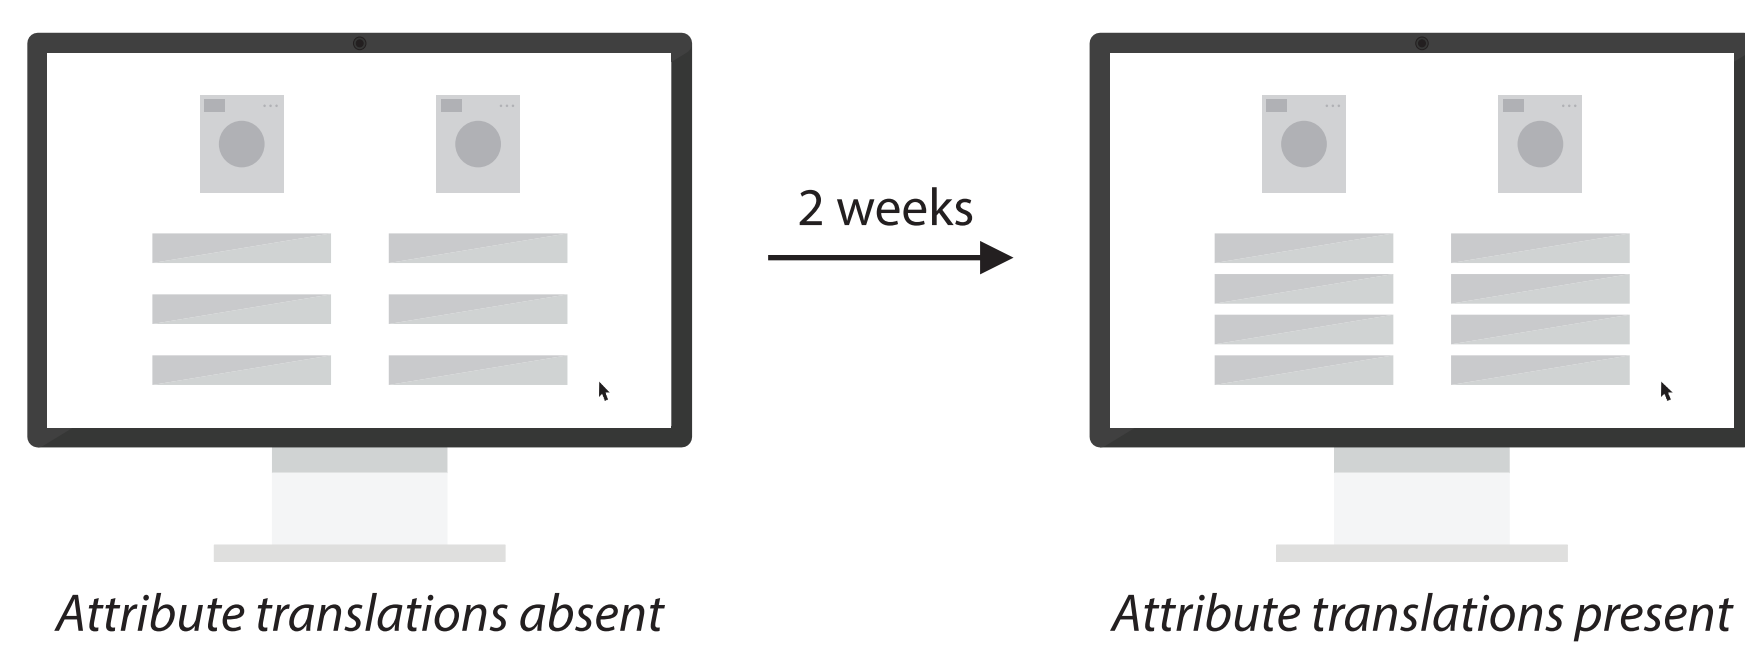 2 weeks
Attribute translations absent
Attribute translations present